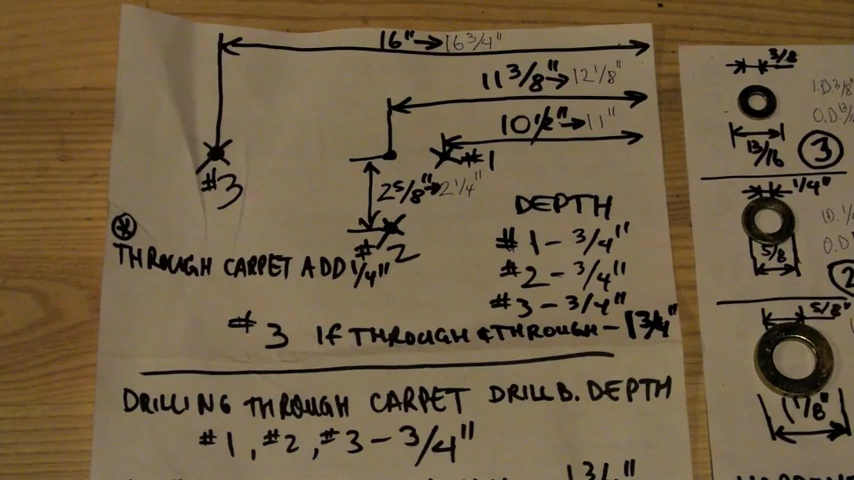 16" → 16 3/4"
11 3/8" → 12 1/8"
10 1/2" → 11"
#1
#3
2 5/8" → 2 1/4"
#2
DEPTH
#1 - 3/4"
#2 - 3/4"
#3 - 3/4"
THROUGH CARPET ADD 1/4"
#3 IF THROUGH & THROUGH - 1 3/4"
DRILLING THROUGH CARPET DRILL B. DEPTH
#1, #2, #3 - 3/4"
3/8
I.D 3/8"
O.D.
13/16
3
1/4"
5/8
O.D
2
5/8"
1 1/8"